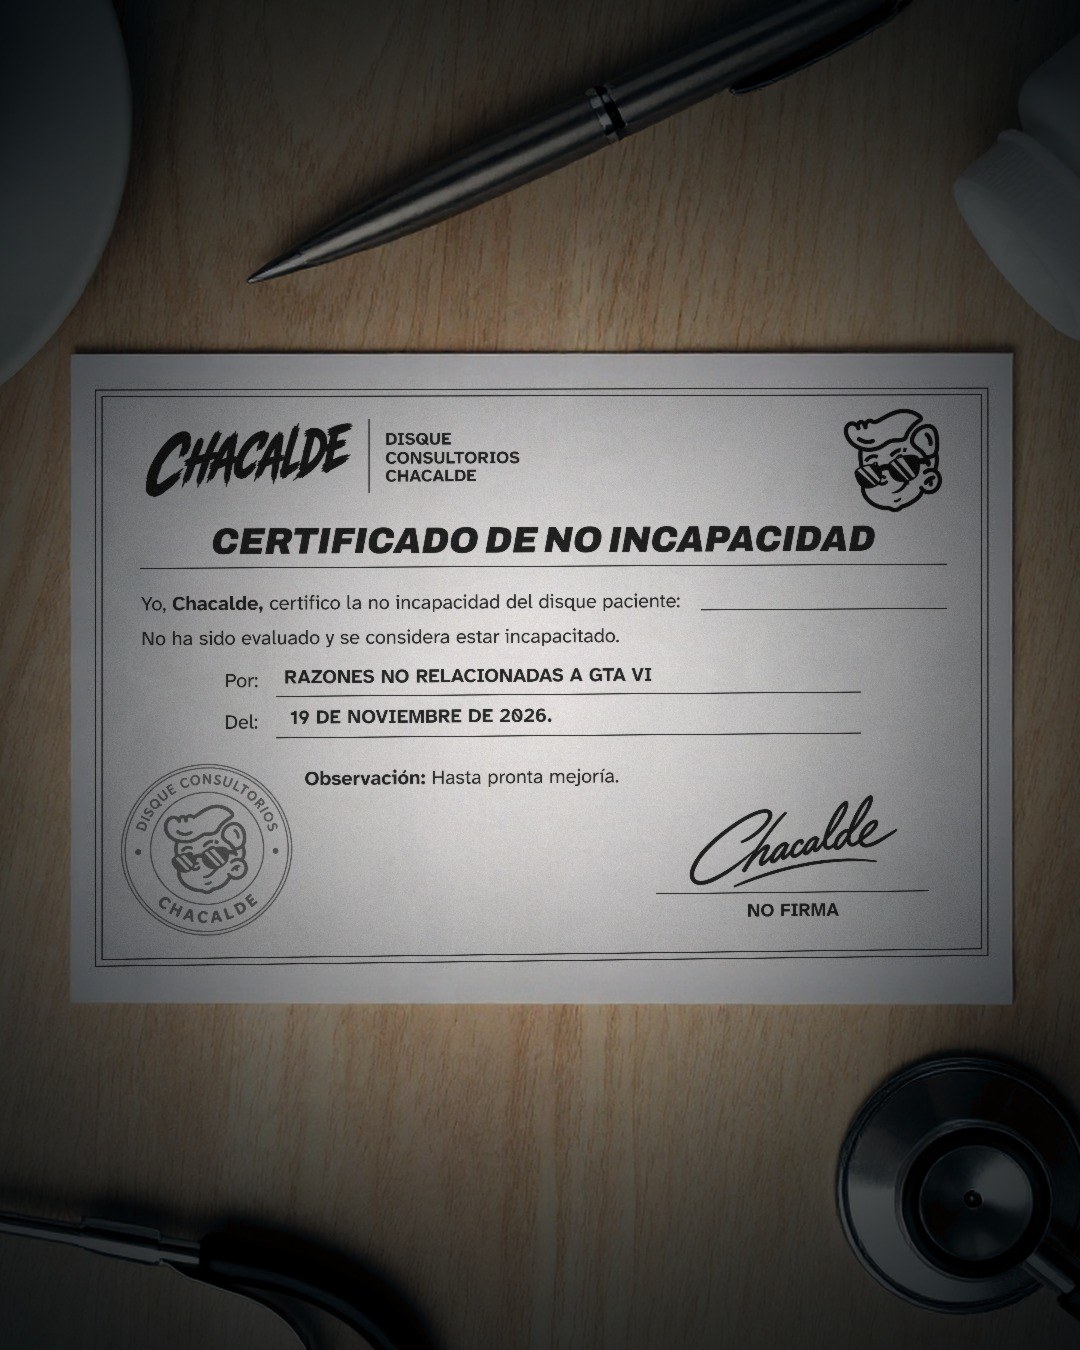 CHACALDE
DISQUE
CONSULTORIOS
CHACALDE
CERTIFICADO DE NO INCAPACIDAD
Yo, Chacalde, certifico la no incapacidad del disque paciente:
No ha sido evaluado y se considera estar incapacitado.
Por: RAZONES NO RELACIONADAS A GTA VI
Del: 19 DE NOVIEMBRE DE 2026.
Observación: Hasta pronta mejoría.
DISQUE CONSULTORIOS
CHACALDE
Chacalde
NO FIRMA